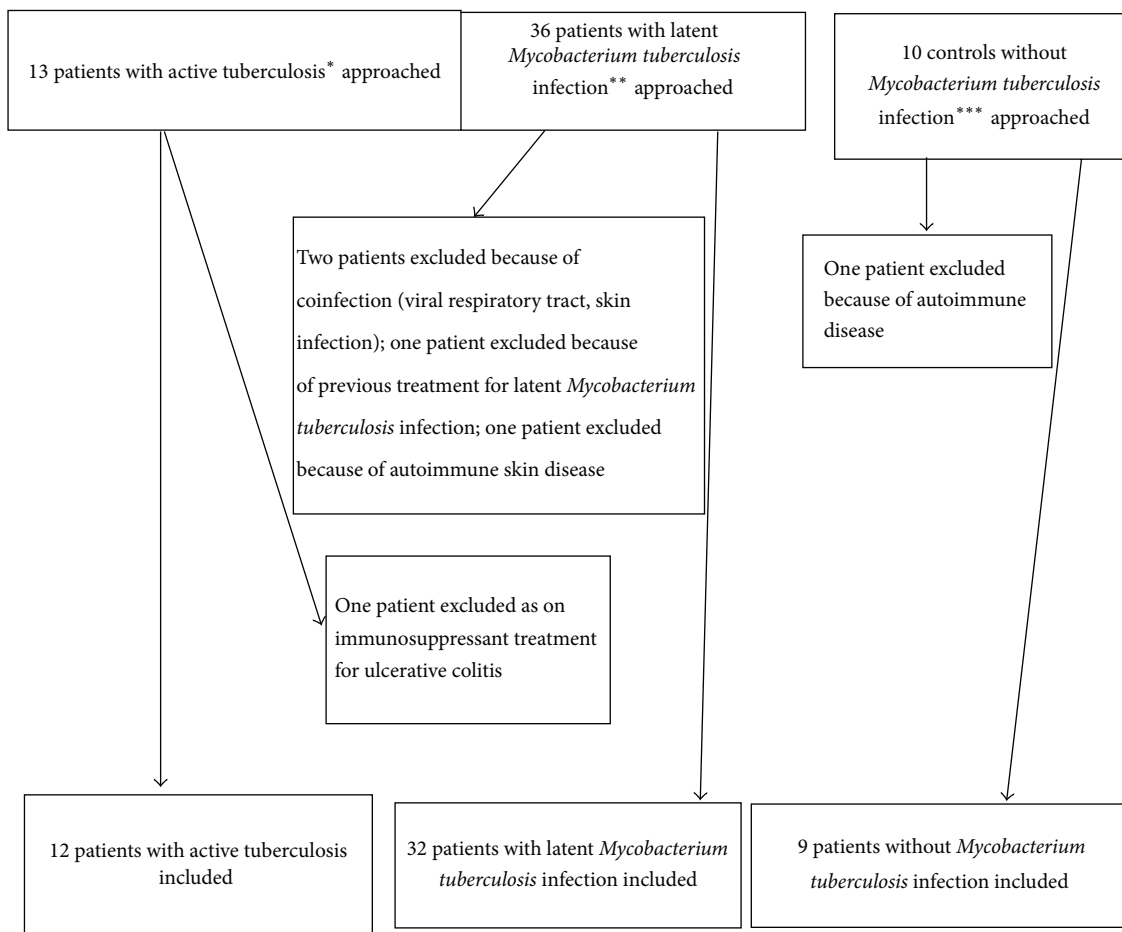 13 patients with active tuberculosis* approached
36 patients with latent
Mycobacterium tuberculosis
infection** approached
10 controls without
Mycobacterium tuberculosis
infection*** approached
Two patients excluded because of
coinfection (viral respiratory tract, skin
infection); one patient excluded because
of previous treatment for latent Mycobacterium
tuberculosis infection; one patient excluded
because of autoimmune skin disease
One patient excluded
because of autoimmune
disease
One patient excluded as on
immunosuppressant treatment
for ulcerative colitis
12 patients with active tuberculosis
included
32 patients with latent Mycobacterium
tuberculosis infection included
9 patients without Mycobacterium
tuberculosis infection included